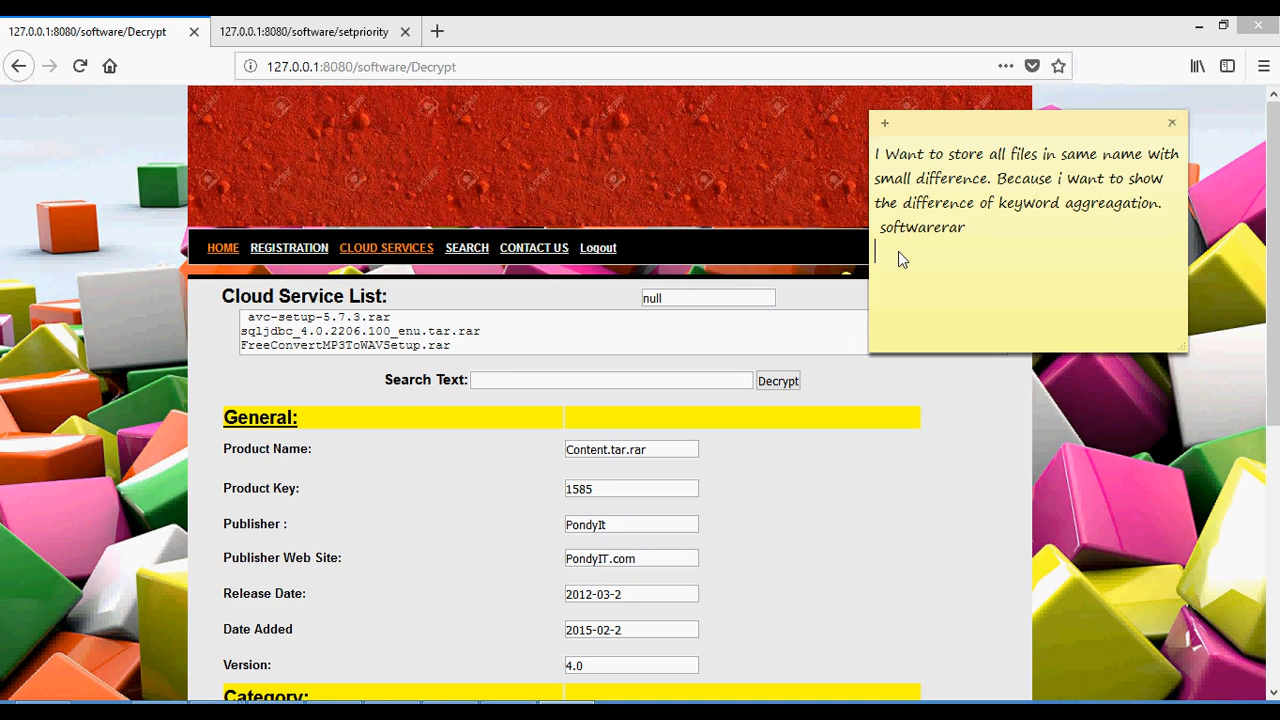 127.0.0.1:8080/software/Decrypt
127.0.0.1:8080/software/setpriority
127.0.0.1:8080/software/Decrypt
I Want to store all files in same name with
small difference. Because i want to show
the difference of keyword aggreagation.
softwarerar
HOME REGISTRATION CLOUD SERVICES SEARCH CONTACT US Logout
Cloud Service List:
null
avc-setup-5.7.3.rar
sqljdbc_4.0.2206.100_enu.tar.rar
FreeConvertMP3ToWAVSetup.rar
Search Text:
Decrypt
General:
Product Name: Content.tar.rar
Product Key: 1585
Publisher : PondyIt
Publisher Web Site: PondyIT.com
Release Date: 2012-03-2
Date Added 2015-02-2
Version: 4.0
Category: